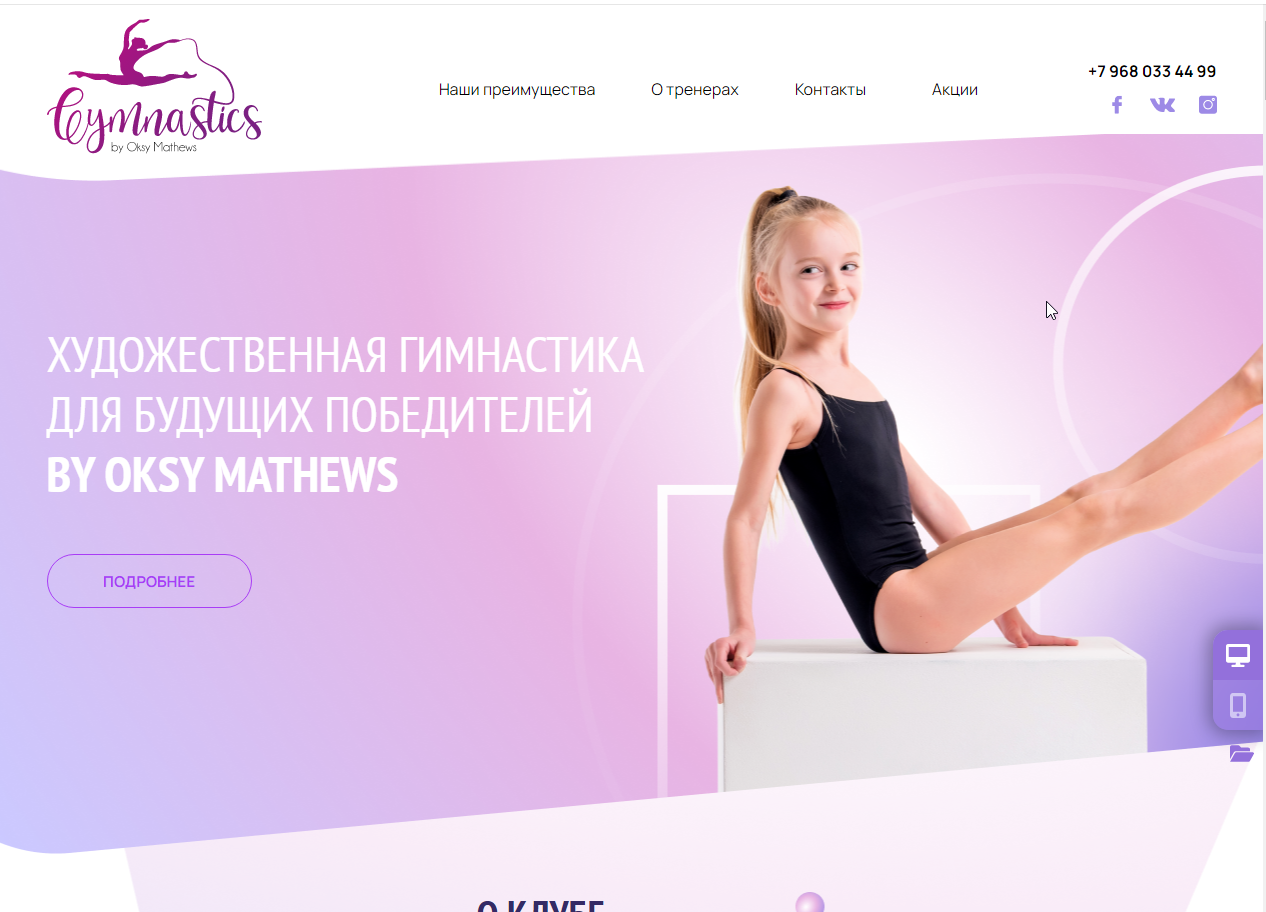 Gymnastics
by Oksy Mathews
Наши преимущества
О тренерах
Контакты
Акции
+7 968 033 44 99
ХУДОЖЕСТВЕННАЯ ГИМНАСТИКА
ДЛЯ БУДУЩИХ ПОБЕДИТЕЛЕЙ
BY OKSY MATHEWS
ПОДРОБНЕЕ
О КЛУБЕ